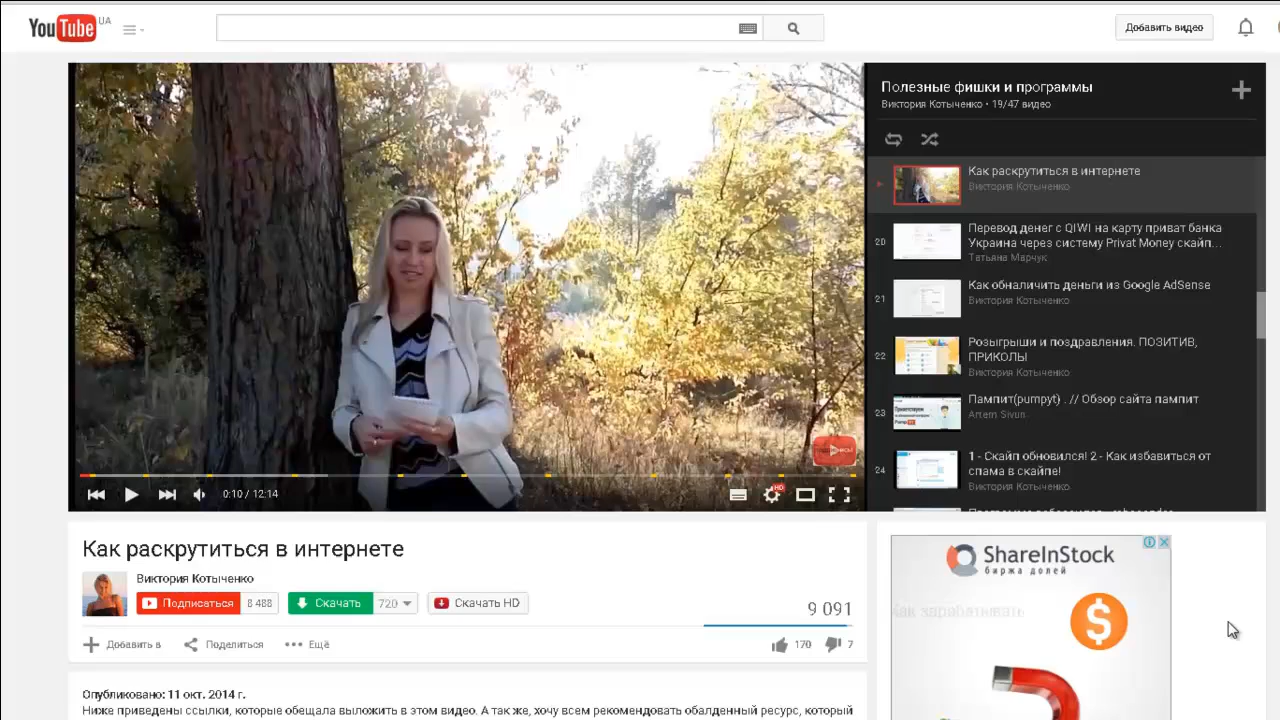 YouTube UA
Добавить видео
Полезные фишки и программы
Виктория Котыченко • 19/47 видео
Как раскрутиться в интернете
Виктория Котыченко
20
Перевод денег с QIWI на карту приват банка
Украина через систему Privat Money скайп...
Татьяна Марчук
21
Как обналичить деньги из Google AdSense
Виктория Котыченко
22
Розыгрыши и поздравления. ПОЗИТИВ,
ПРИКОЛЫ
Виктория Котыченко
23
Пампит(pumpyt) . // Обзор сайта пампит
Artem Sivun
24
1 - Скайп обновился! 2 - Как избавиться от
спама в скайпе!
Виктория Котыченко
0:10 / 12:14
HD
Как раскрутиться в интернете
Виктория Котыченко
Подписаться 8 488
Скачать 720
Скачать HD
9 091
Добавить в
Поделиться
Ещё
170
7
Опубликовано: 11 окт. 2014 г.
Ниже приведены ссылки, которые обещала выложить в этом видео. А так же, хочу всем рекомендовать обалденный ресурс, который
ShareInStock
биржа долей
Как зарабатывать